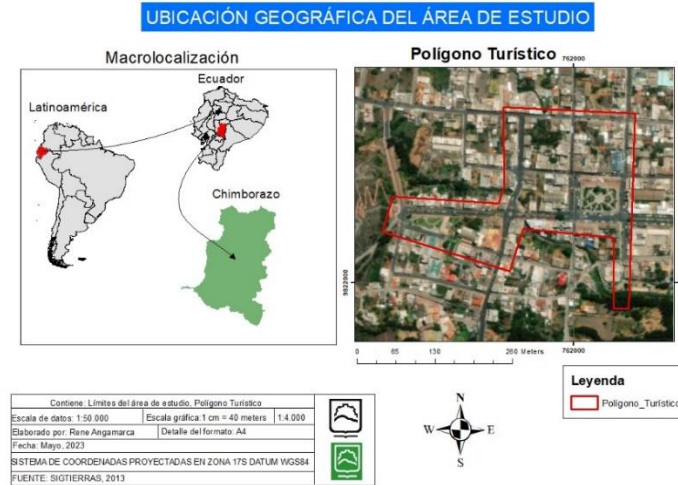 UBICACIÓN GEOGRÁFICA DEL ÁREA DE ESTUDIO
Macrolocalización
Ecuador
Latinoamérica
Chimborazo
Polígono Turístico
762000
9822000
0 65 130 260 Meters
762000
Leyenda
Polígono_Turístico
N
W E
S
Contiene: Límites del área de estudio, Polígono Turístico
Escala de datos: 1:50.000 Escala gráfica:1 cm = 40 meters 1:4.000
Elaborado por: Rene Angamarca Detalle del formato: A4
Fecha: Mayo, 2023
SISTEMA DE COORDENADAS PROYECTADAS EN ZONA 17S DATUM WGS84
FUENTE: SIGTIERRAS, 2013